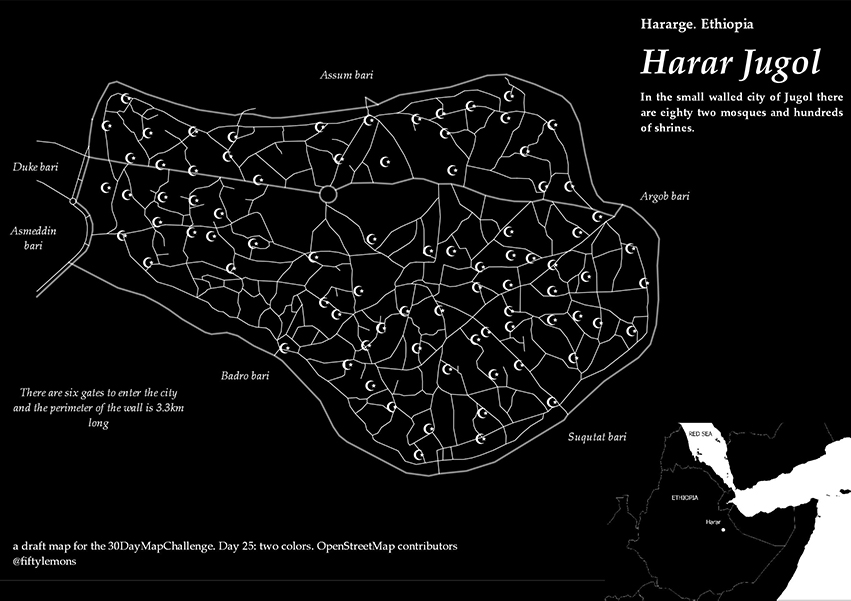 Hararge. Ethiopia
Harar Jugol
In the small walled city of Jugol there
are eighty two mosques and hundreds
of shrines.
Assum bari
Duke bari
Argob bari
Asmeddin
bari
Badro bari
There are six gates to enter the city
and the perimeter of the wall is 3.3km
long
Suqutat bari
RED SEA
ETHIOPIA
Harar
a draft map for the 30DayMapChallenge. Day 25: two colors. OpenStreetMap contributors
@fiftylemons